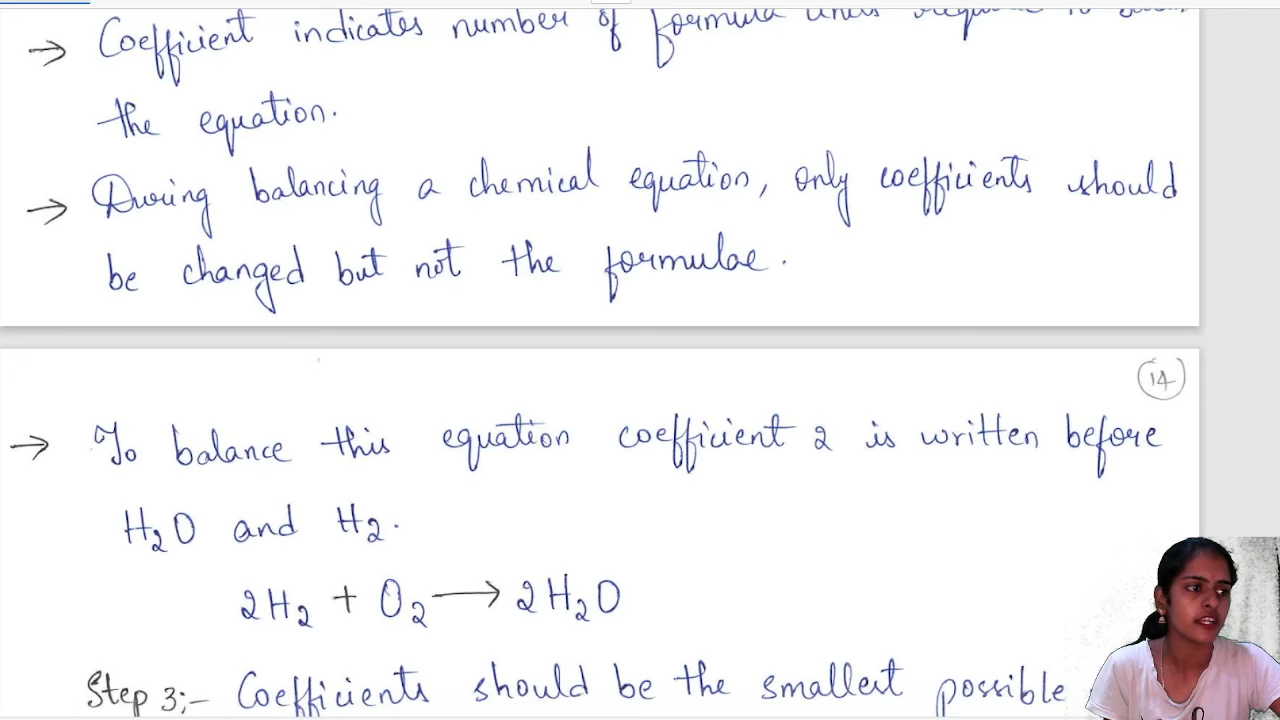 → Coefficient indicates number of formula units
the equation.
→ During balancing a chemical equation, only coefficients should
be changed but not the formulae.
14
→ To balance this equation coefficient 2 is written before
H₂O and H₂.
2H₂ + O₂ → 2H₂O
Step 3:- Coefficients should be the smallest possible